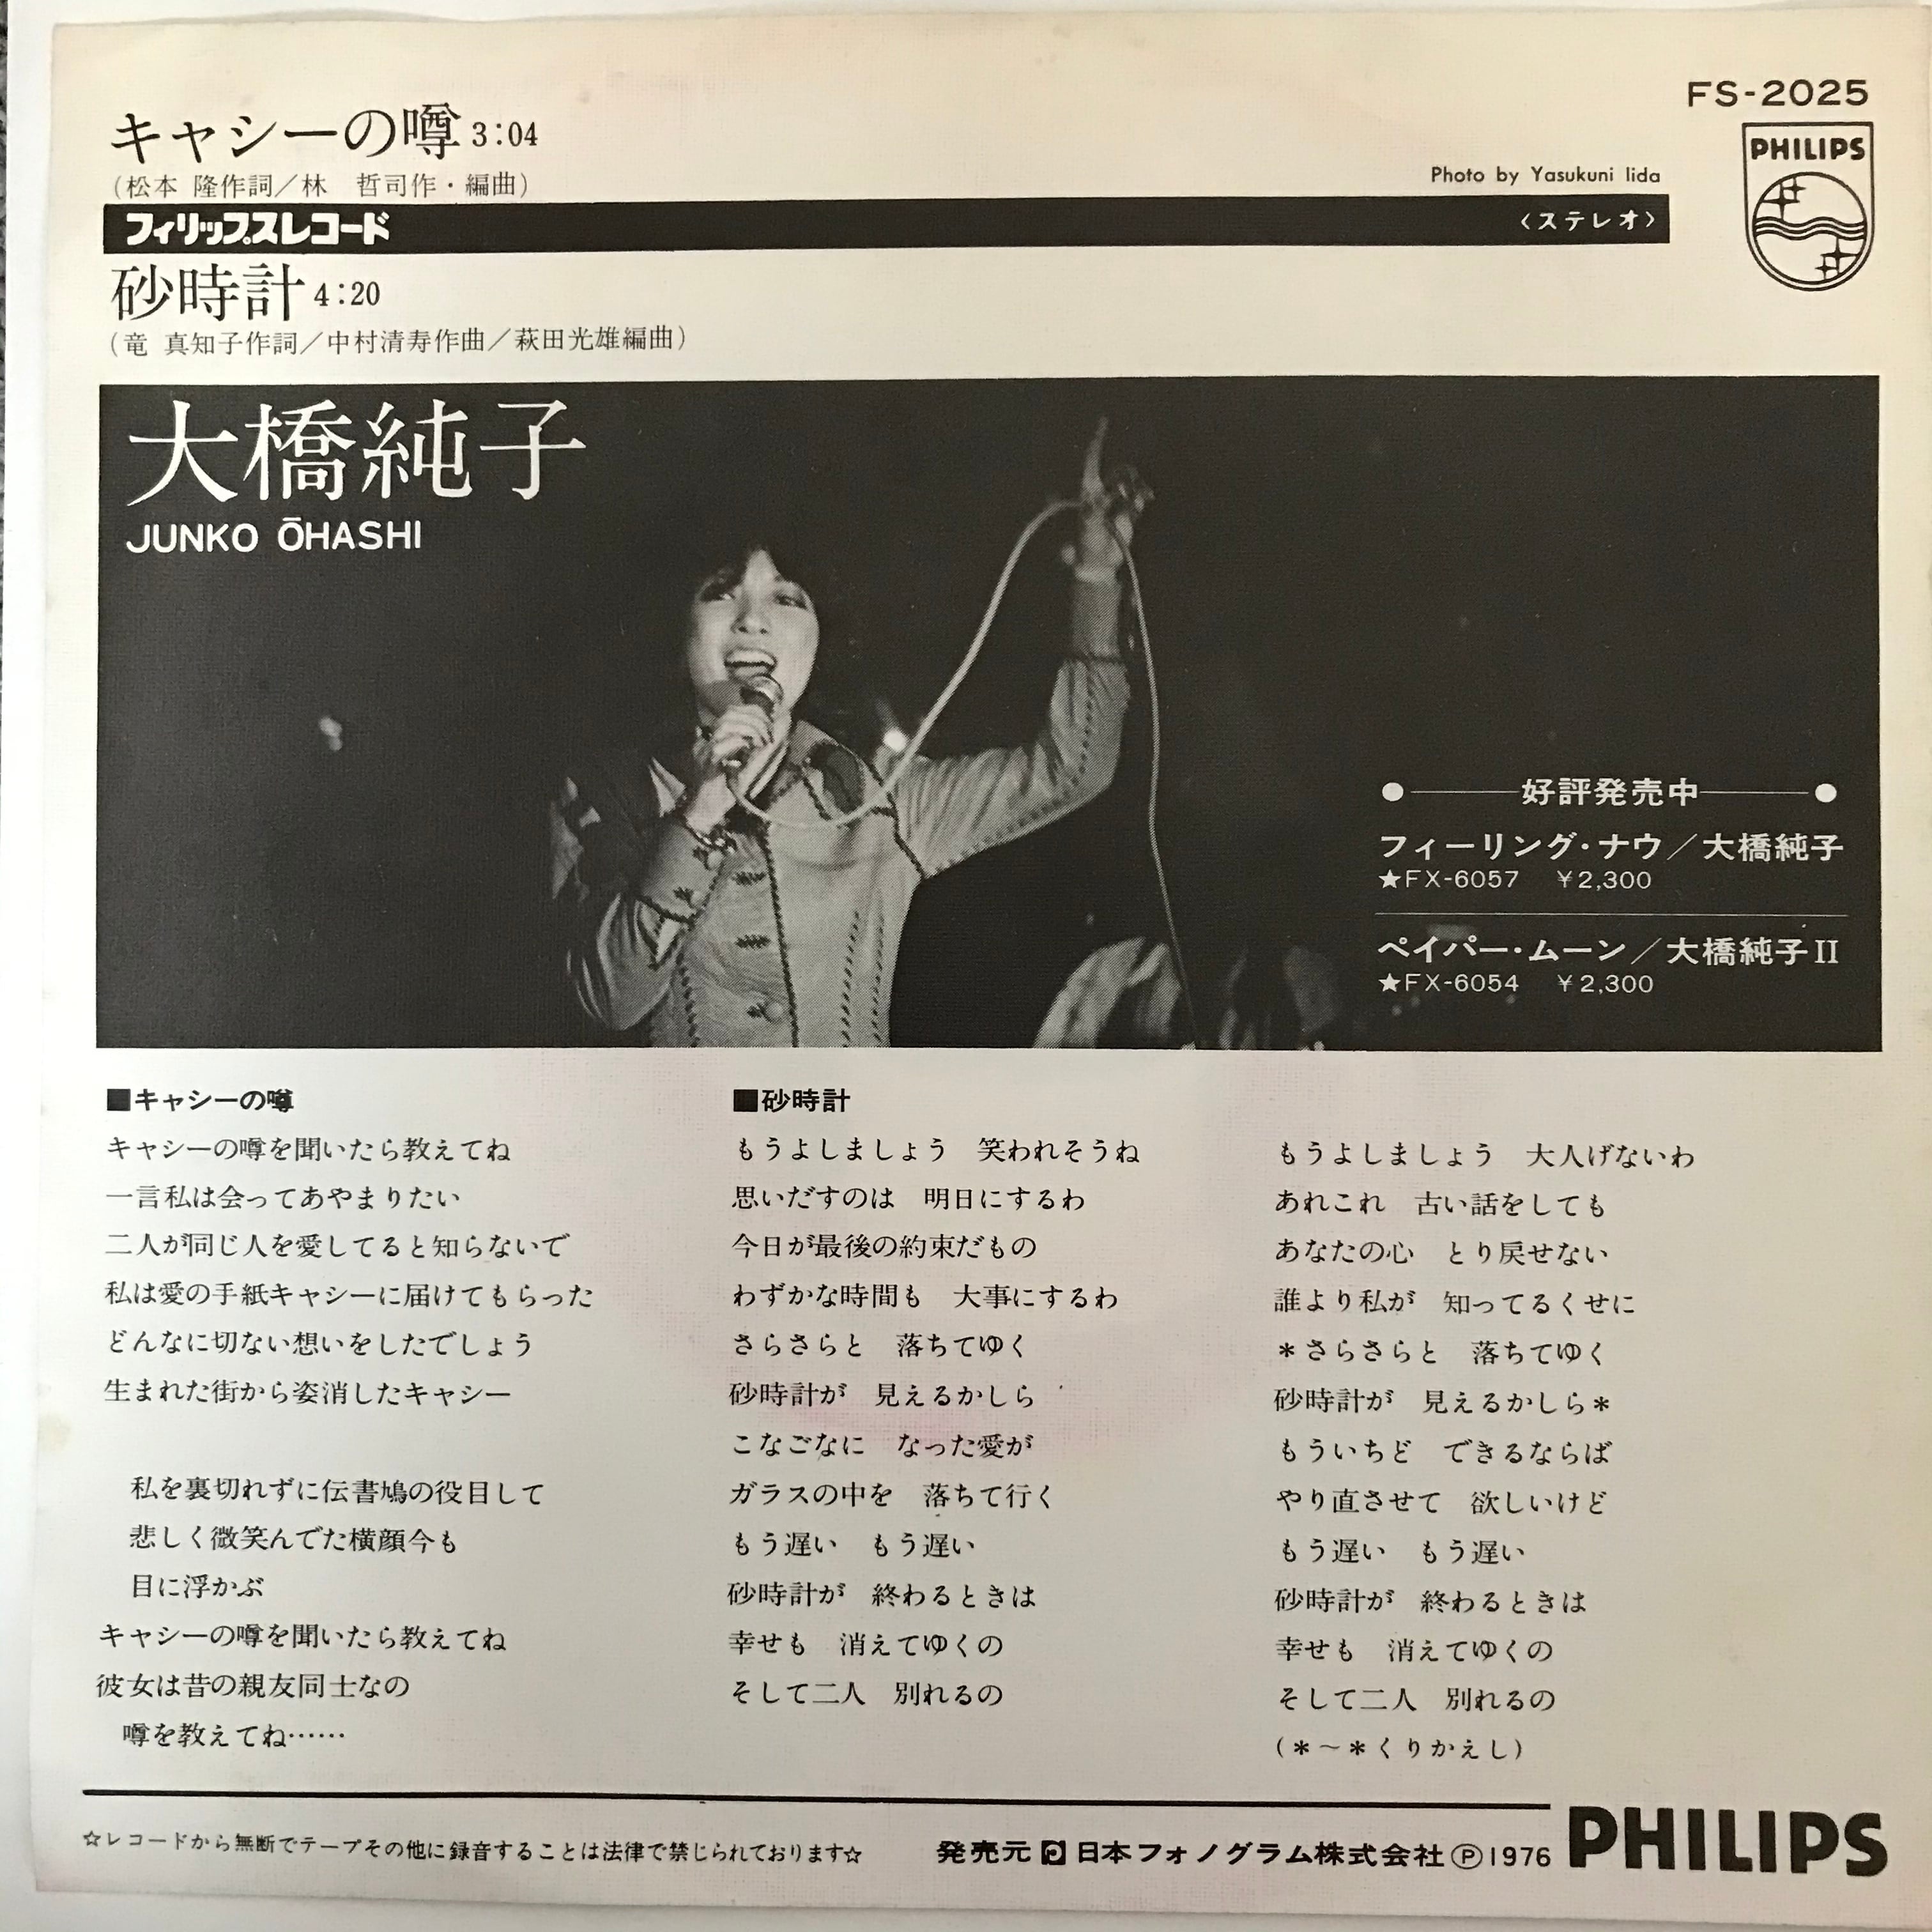 FS-2025
PHILIPS
キャシーの噂 3:04
(松本 隆作詞／林 哲司作・編曲)
Photo by Yasukuni Iida
フィリップスレコード
〈ステレオ〉
砂時計 4:20
(竜 真知子作詞／中村清寿作曲／萩田光雄編曲)
大橋純子
JUNKO ŌHASHI
●――好評発売中――●
フィーリング・ナウ／大橋純子
★FX-6057 ¥2,300
ペイパー・ムーン／大橋純子II
★FX-6054 ¥2,300
■キャシーの噂
キャシーの噂を聞いたら教えてね
一言私は会ってあやまりたい
二人が同じ人を愛してると知らないで
私は愛の手紙キャシーに届けてもらった
どんなに切ない想いをしたでしょう
生まれた街から姿消したキャシー
私を裏切れずに伝書鳩の役目して
悲しく微笑んでた横顔今も
目に浮かぶ
キャシーの噂を聞いたら教えてね
彼女は昔の親友同士なの
噂を教えてね……
■砂時計
もうよしましょう 笑われそうね
思いだすのは 明日にするわ
今日が最後の約束だもの
わずかな時間も 大事にするわ
さらさらと 落ちてゆく
砂時計が 見えるかしら
こなごなに なった愛が
ガラスの中を 落ちて行く
もう遅い もう遅い
砂時計が 終わるときは
幸せも 消えてゆくの
そして二人 別れるの
もうよしましょう 大人げないわ
あれこれ 古い話をしても
あなたの心 とり戻せない
誰より私が 知ってるくせに
＊さらさらと 落ちてゆく
砂時計が 見えるかしら＊
もういちど できるならば
やり直させて 欲しいけど
もう遅い もう遅い
砂時計が 終わるときは
幸せも 消えてゆくの
そして二人 別れるの
(＊～＊くりかえし)
☆レコードから無断でテープその他に録音することは法律で禁じられております☆
発売元 日本フォノグラム株式会社 Ⓟ1976
PHILIPS